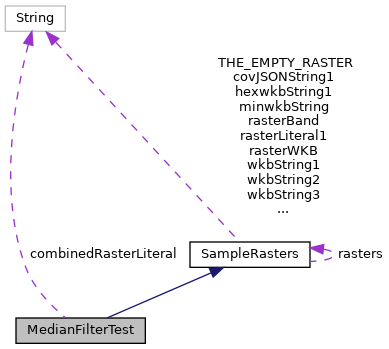 String
THE_EMPTY_RASTER
covJSONString1
hexwkbString1
minwkbString
rasterBand
rasterLiteral1
rasterWKB
wkbString1
wkbString2
wkbString3
...
combinedRasterLiteral
SampleRasters
rasters
MedianFilterTest